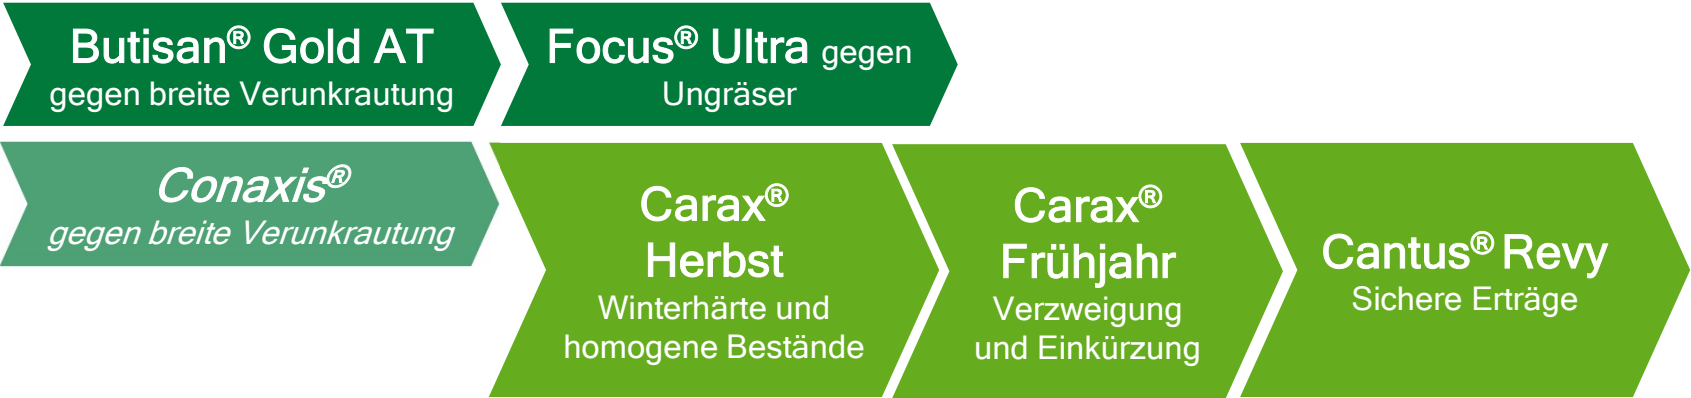 Butisan® Gold AT
gegen breite Verunkrautung
Focus® Ultra gegen
Ungräser
Conaxis®
gegen breite Verunkrautung
Carax®
Herbst
Winterhärte und
homogene Bestände
Carax®
Frühjahr
Verzweigung
und Einkürzung
Cantus® Revy
Sichere Erträge